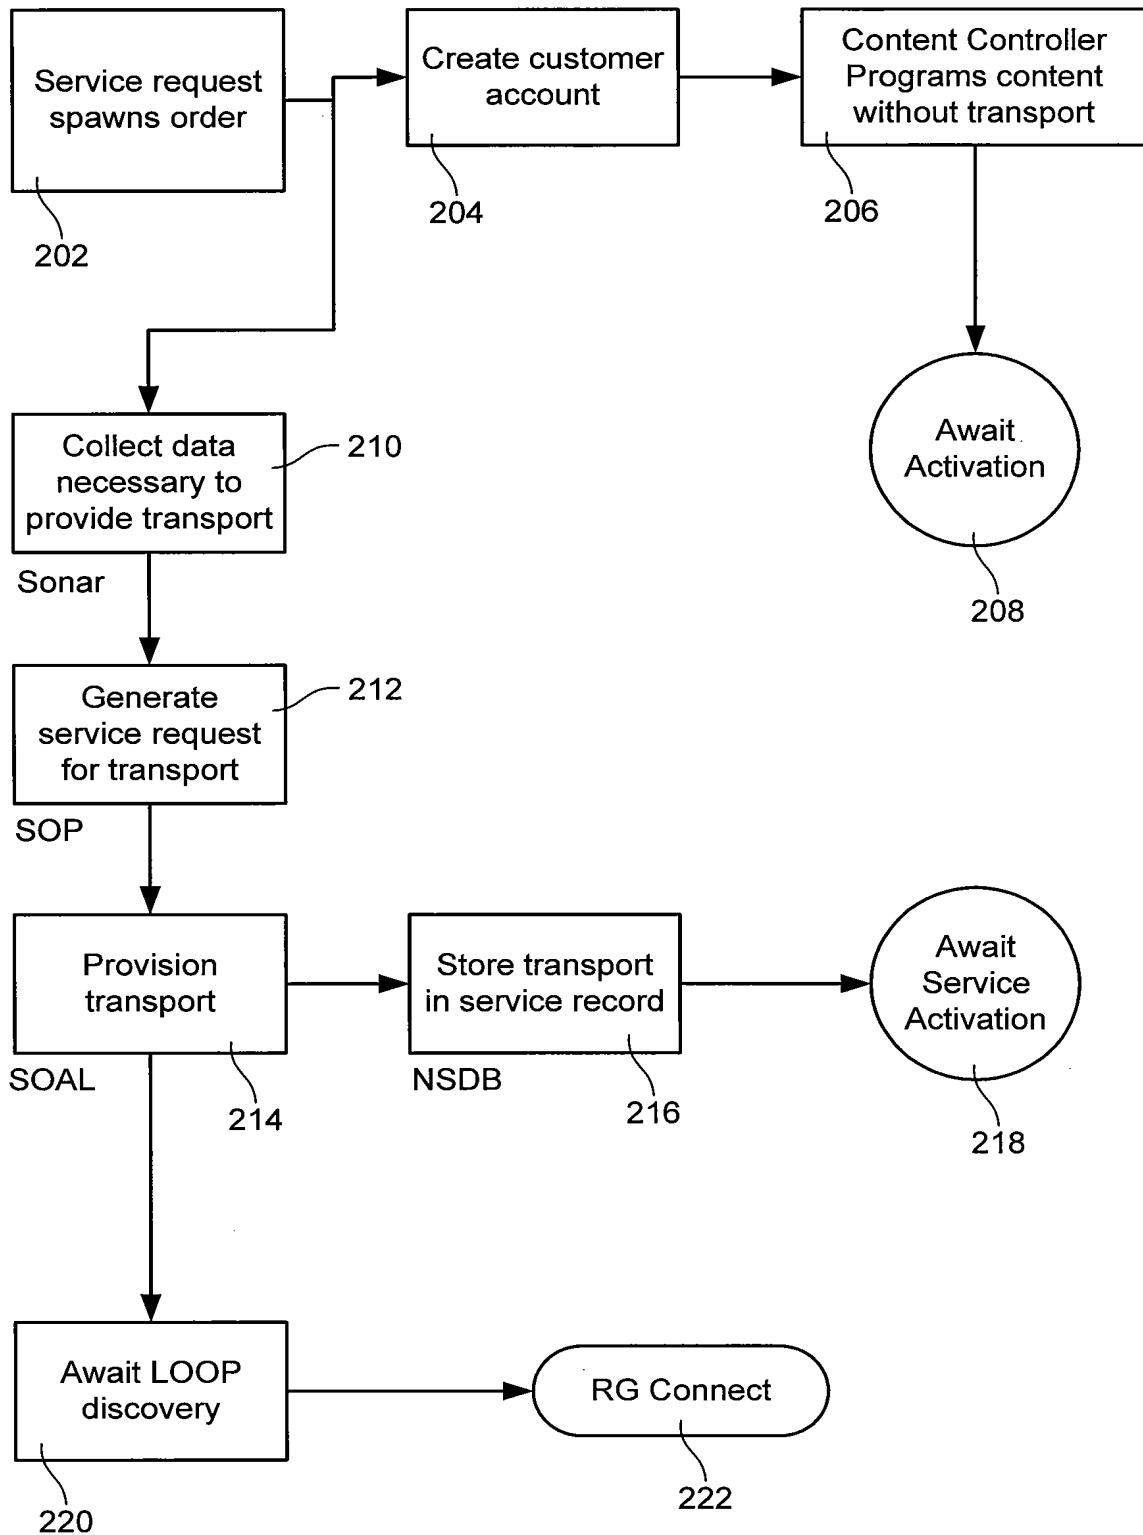 Service request
spawns order
202
Create customer
account
204
Content Controller
Programs content
without transport
206
Await
Activation
208
Collect data
necessary to
provide transport
210
Sonar
Generate
service request
for transport
212
SOP
Provision
transport
214
SOAL
Store transport
in service record
216
NSDB
Await
Service
Activation
218
Await LOOP
discovery
220
RG Connect
222